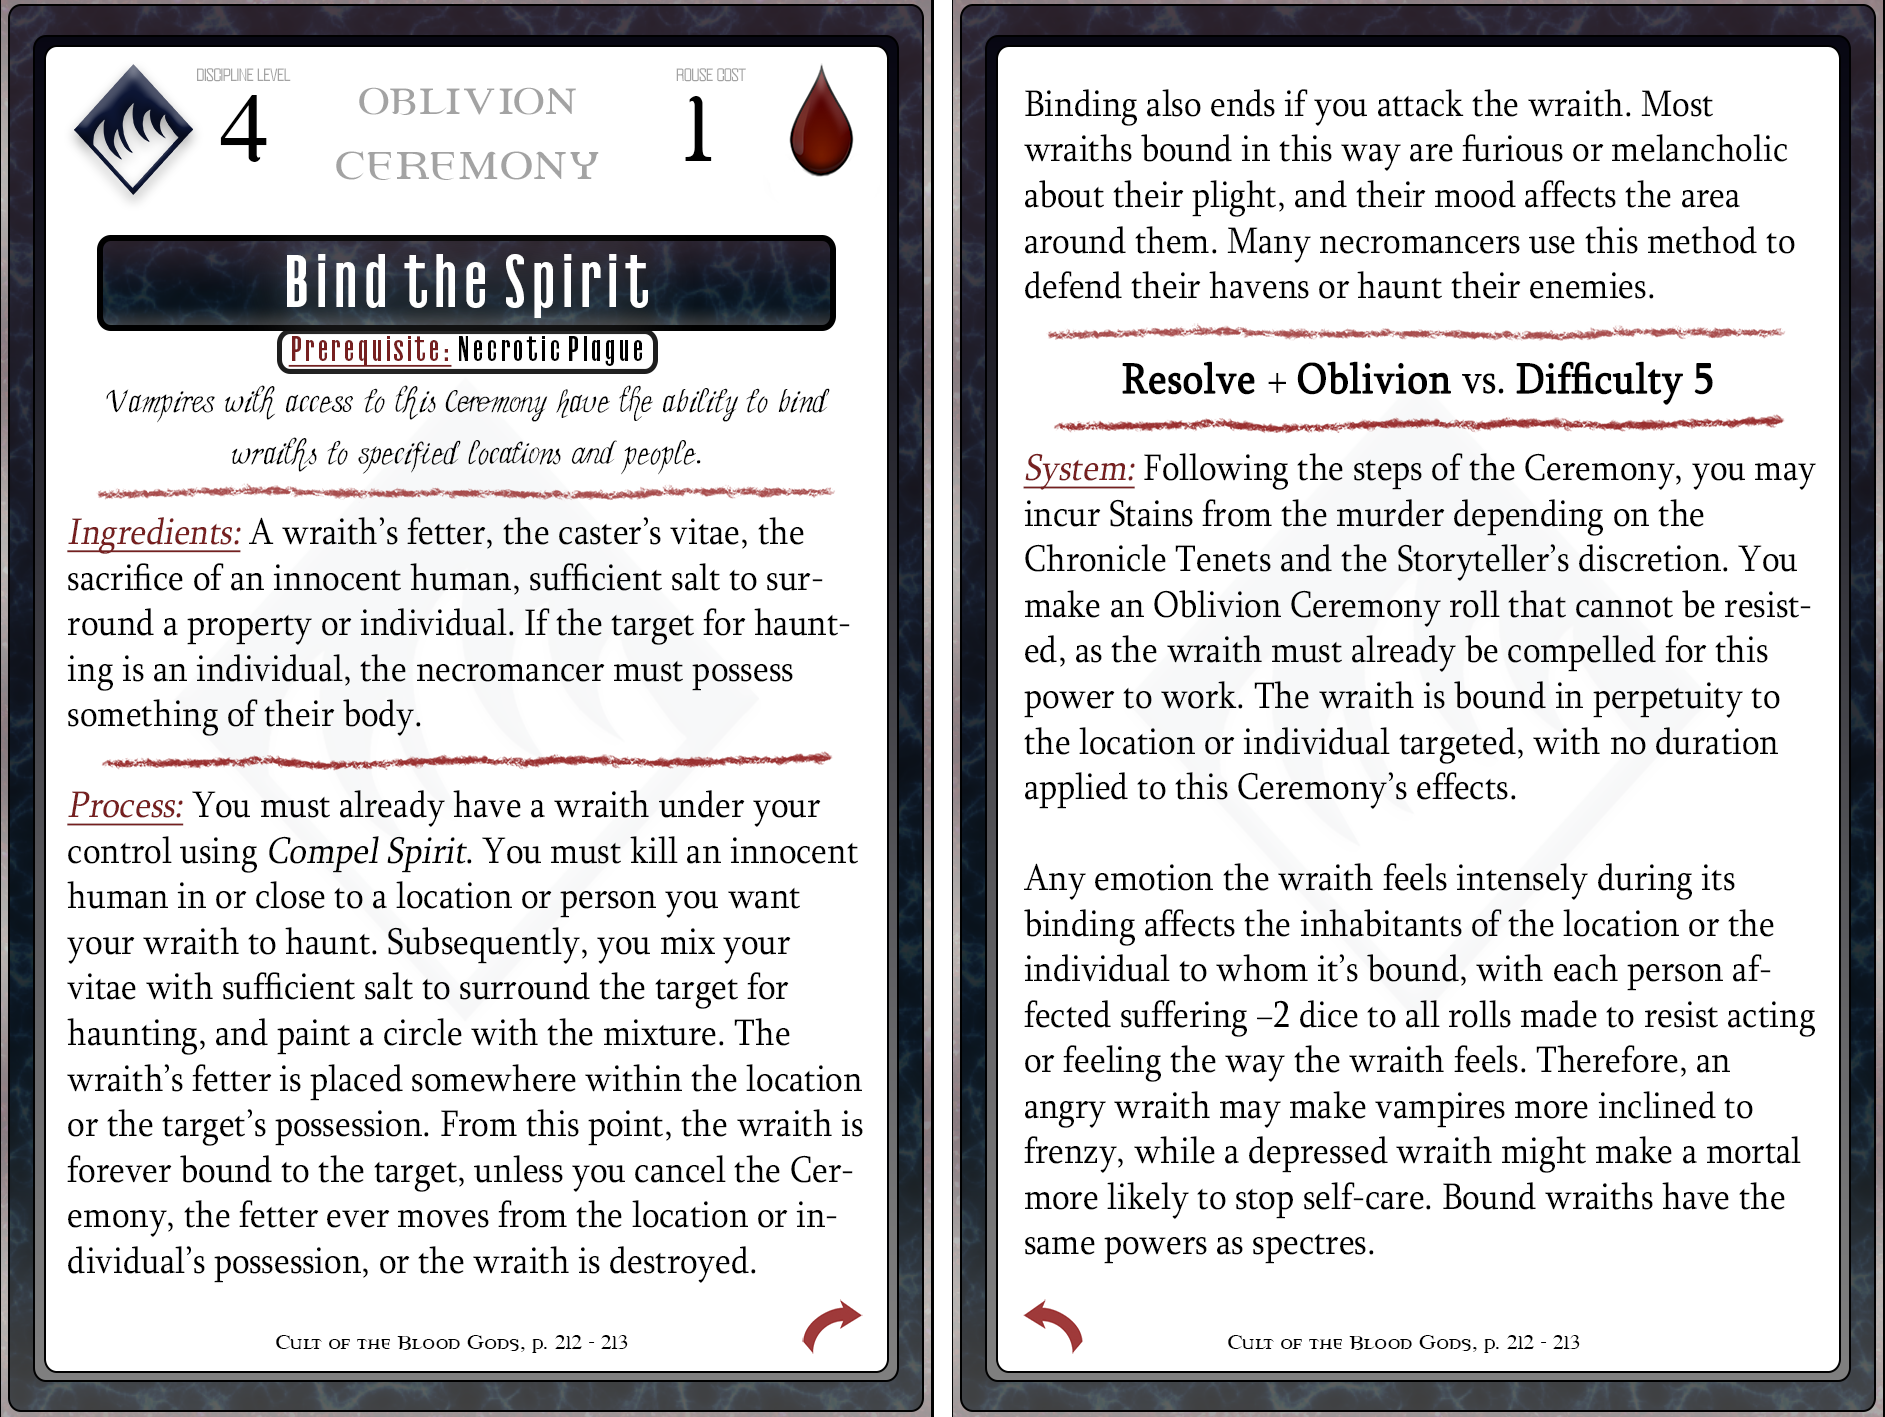 DISCIPLINE LEVEL
4
OBLIVION
CEREMONY
ROUSE COST
1
Bind the Spirit
Prerequisite: Necrotic Plague
Vampires with access to this Ceremony have the ability to bind
wraiths to specified locations and people.
Ingredients: A wraith’s fetter, the caster’s vitae, the
sacrifice of an innocent human, sufficient salt to sur-
round a property or individual. If the target for haunt-
ing is an individual, the necromancer must possess
something of their body.
Process: You must already have a wraith under your
control using Compel Spirit. You must kill an innocent
human in or close to a location or person you want
your wraith to haunt. Subsequently, you mix your
vitae with sufficient salt to surround the target for
haunting, and paint a circle with the mixture. The
wraith’s fetter is placed somewhere within the location
or the target’s possession. From this point, the wraith is
forever bound to the target, unless you cancel the Cer-
emony, the fetter ever moves from the location or in-
dividual’s possession, or the wraith is destroyed.
Cult of the Blood Gods, p. 212 - 213
Binding also ends if you attack the wraith. Most
wraiths bound in this way are furious or melancholic
about their plight, and their mood affects the area
around them. Many necromancers use this method to
defend their havens or haunt their enemies.
Resolve + Oblivion vs. Difficulty 5
System: Following the steps of the Ceremony, you may
incur Stains from the murder depending on the
Chronicle Tenets and the Storyteller’s discretion. You
make an Oblivion Ceremony roll that cannot be resist-
ed, as the wraith must already be compelled for this
power to work. The wraith is bound in perpetuity to
the location or individual targeted, with no duration
applied to this Ceremony’s effects.
Any emotion the wraith feels intensely during its
binding affects the inhabitants of the location or the
individual to whom it’s bound, with each person af-
fected suffering –2 dice to all rolls made to resist acting
or feeling the way the wraith feels. Therefore, an
angry wraith may make vampires more inclined to
frenzy, while a depressed wraith might make a mortal
more likely to stop self-care. Bound wraiths have the
same powers as spectres.
Cult of the Blood Gods, p. 212 - 213